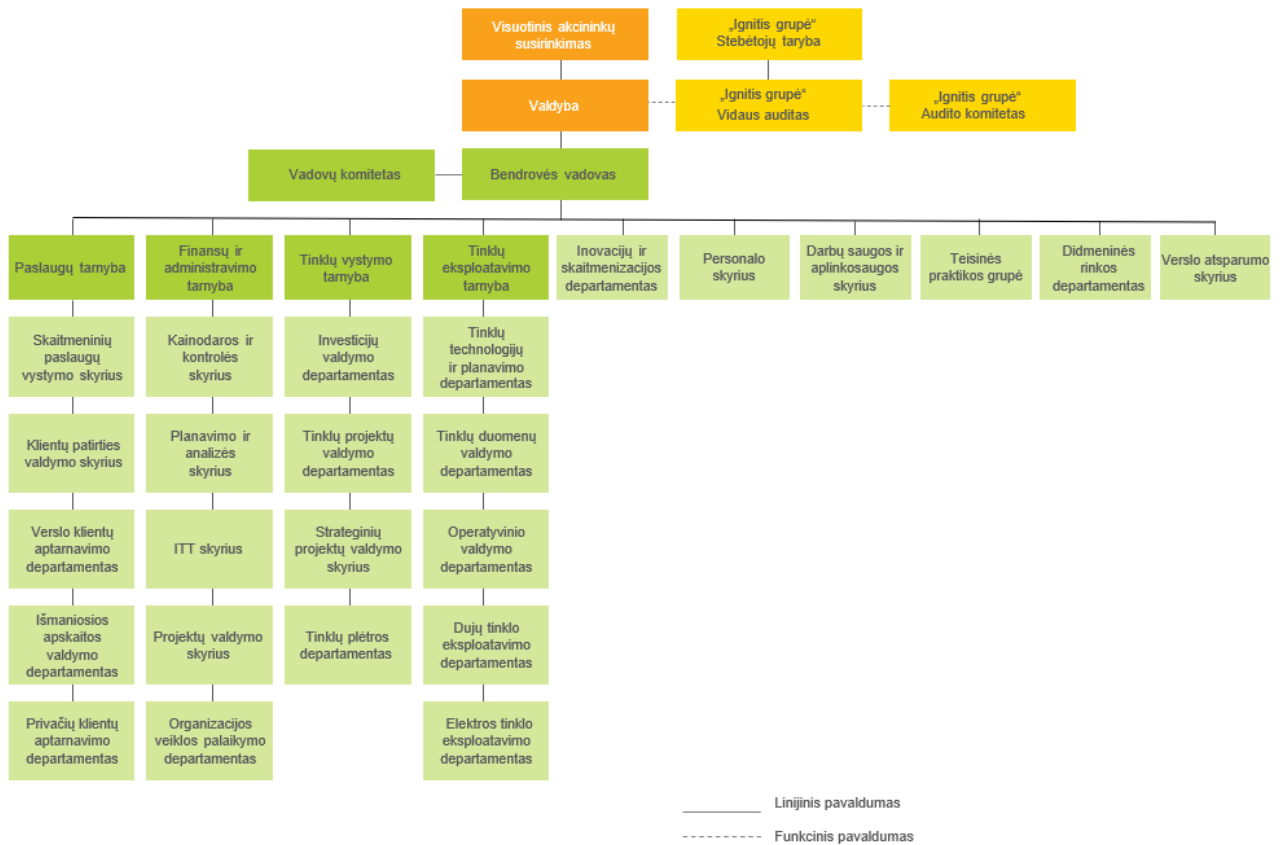 Visuotinis akcininkų
susirinkimas
„Ignitis grupė“
Stebėtojų taryba
Valdyba
„Ignitis grupė“
Vidaus auditas
„Ignitis grupė“
Audito komitetas
Vadovų komitetas
Bendrovės vadovas
Paslaugų tarnyba
Finansų ir
administravimo
tarnyba
Tinklų vystymo
tarnyba
Tinklų
eksploatavimo
tarnyba
Inovacijų ir
skaitmenizacijos
departamentas
Personalo
skyrius
Darbų saugos ir
aplinkosaugos
skyrius
Teisinės
praktikos grupė
Didmeninės
rinkos
departamentas
Verslo atsparumo
skyrius
Skaitmeninių
paslaugų
vystymo skyrius
Kainodaros ir
kontrolės
skyrius
Investicijų
valdymo
departamentas
Tinklų
technologijų
ir planavimo
departamentas
Klientų patirties
valdymo skyrius
Planavimo ir
analizės
skyrius
Tinklų projektų
valdymo
departamentas
Tinklų duomenų
valdymo
departamentas
Verslo klientų
aptarnavimo
departamentas
ITT skyrius
Strateginių
projektų valdymo
skyrius
Operatyvinio
valdymo
departamentas
Išmaniosios
apskaitos
valdymo
departamentas
Projektų valdymo
skyrius
Tinklų plėtros
departamentas
Dujų tinklo
eksploatavimo
departamentas
Privačių klientų
aptarnavimo
departamentas
Organizacijos
veiklos palaikymo
departamentas
Elektros tinklo
eksploatavimo
departamentas
Linijinis pavaldumas
Funkcinis pavaldumas